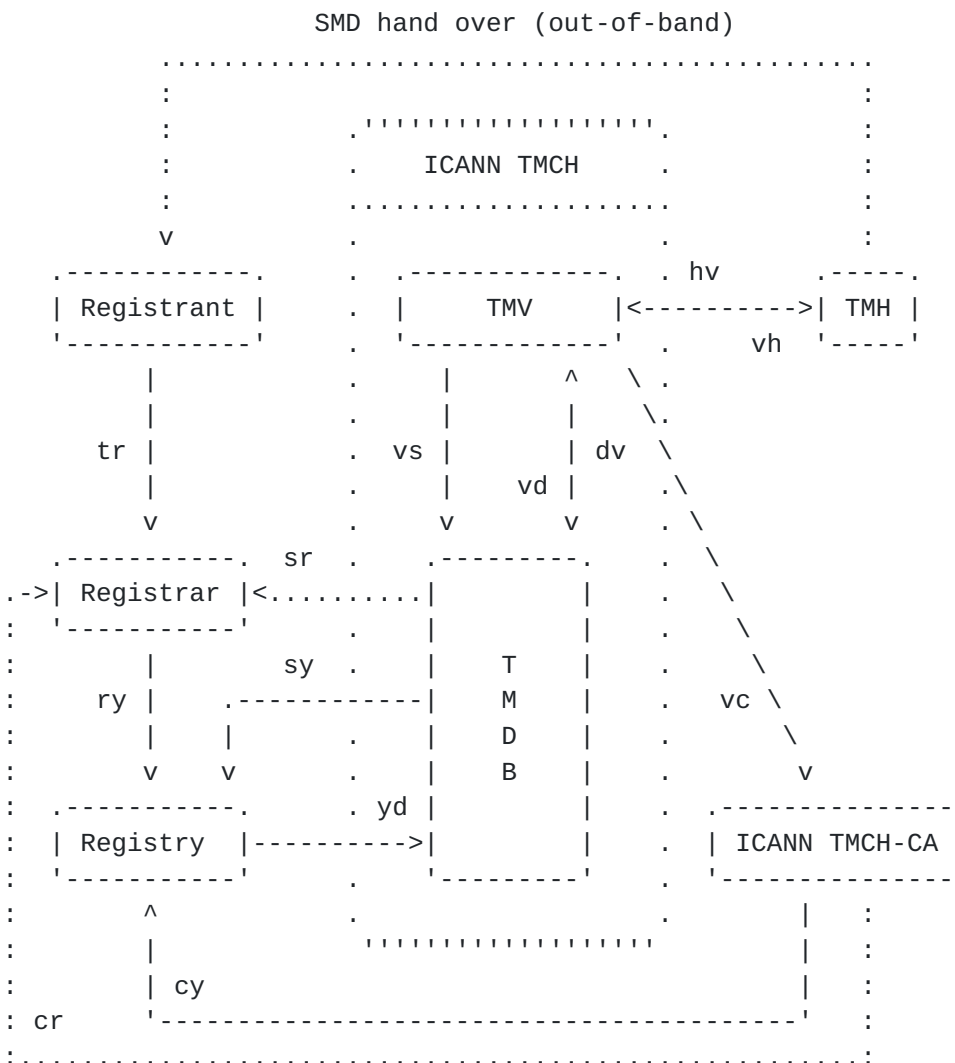 SMD hand over (out-of-band)
ICANN TMCH
hv
Registrant TMV TMH
vh
tr vs dv
vd
sr
Registrar
sy T
ry M vc
D
B
yd
Registry ICANN TMCH-CA
cy
cr